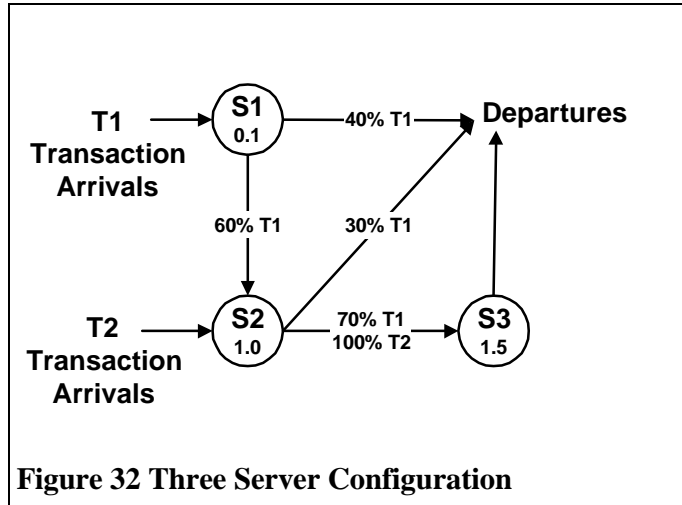 S1
0.1
40% T1
Departures
T1
Transaction
Arrivals
60% T1
30% T1
T2
Transaction
Arrivals
S2
1.0
70% T1
100% T2
S3
1.5
Figure 32 Three Server Configuration